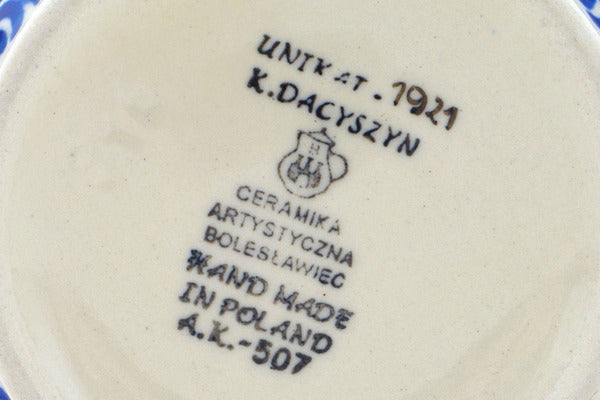 UNIKAT - 1921
K. DACYSZYN
CERAMIKA
ARTYSTYCZNA
BOLESŁAWIEC
HAND MADE
IN POLAND
A.K.-507